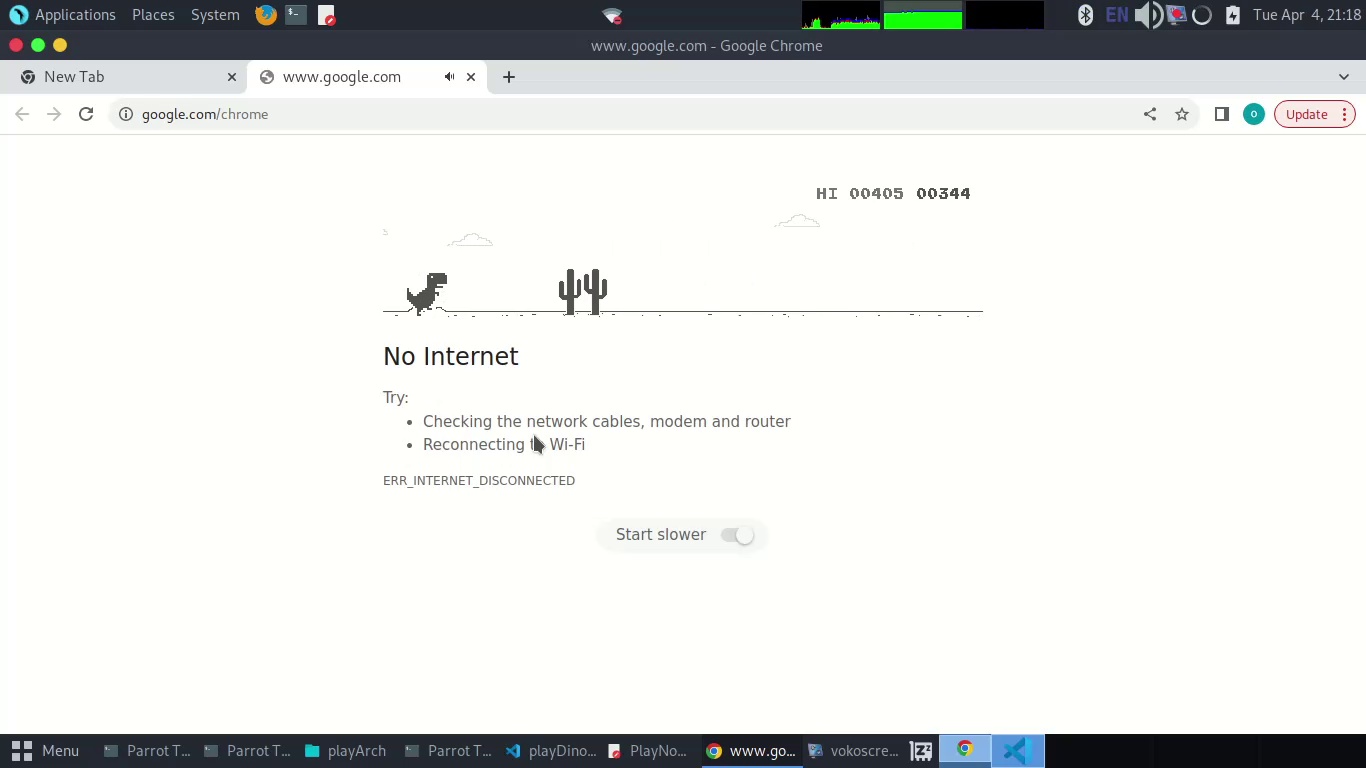 Applications Places System EN Tue Apr 4, 21:18
www.google.com - Google Chrome
New Tab www.google.com
google.com/chrome o Update
HI 00405 00344
No Internet
Try:
• Checking the network cables, modem and router
• Reconnecting Wi-Fi
ERR_INTERNET_DISCONNECTED
Start slower
Menu Parrot T... Parrot T... playArch Parrot T... playDino... PlayNo... www.go... vokoscre...